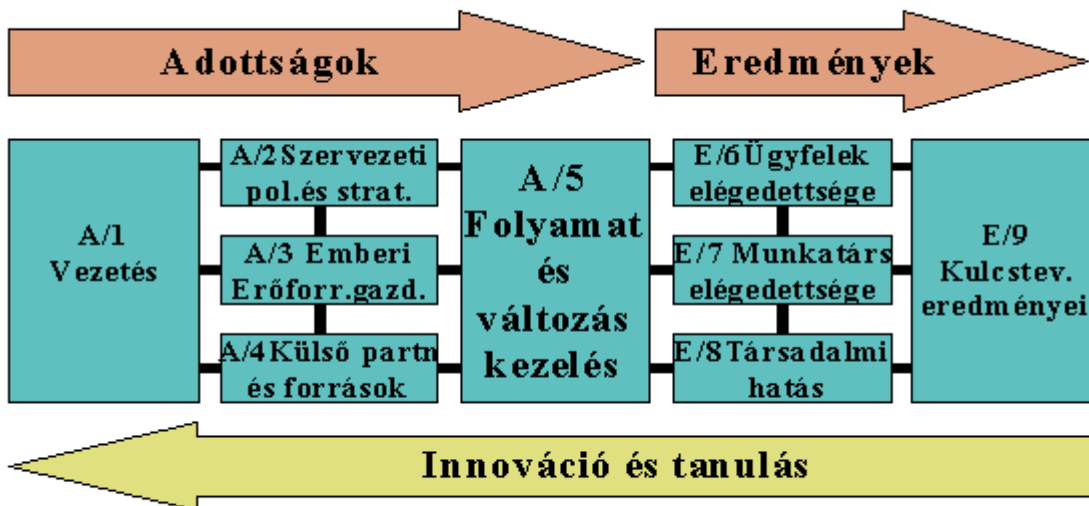 Adottságok
Eredmények
A/1
Vezetés
A/2 Szervezeti
pol.és strat.
A/3 Emberi
Erőforr.gazd.
A/4 Külső partn
és források
A/5
Folyamat
és
változás
kezelés
E/6 Ügyfelek
elégedettsége
E/7 Munkatárs
elégedettsége
E/8 Társadalmi
hatás
E/9
Kulcstev.
eredményei
Innováció és tanulás